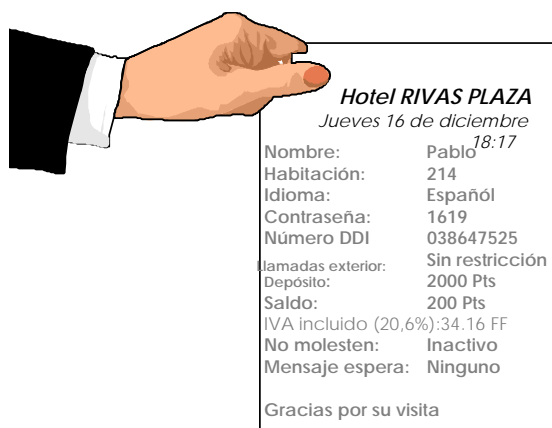 Hotel RIVAS PLAZA
Jueves 16 de diciembre
18:17
Nombre: Pablo
Habitación: 214
Idioma: Españól
Contraseña: 1619
Número DDI 038647525
Llamadas exterior: Sin restricción
Depósito: 2000 Pts
Saldo: 200 Pts
IVA incluido (20,6%):34.16 FF
No molesten: Inactivo
Mensaje espera: Ninguno
Gracias por su visita